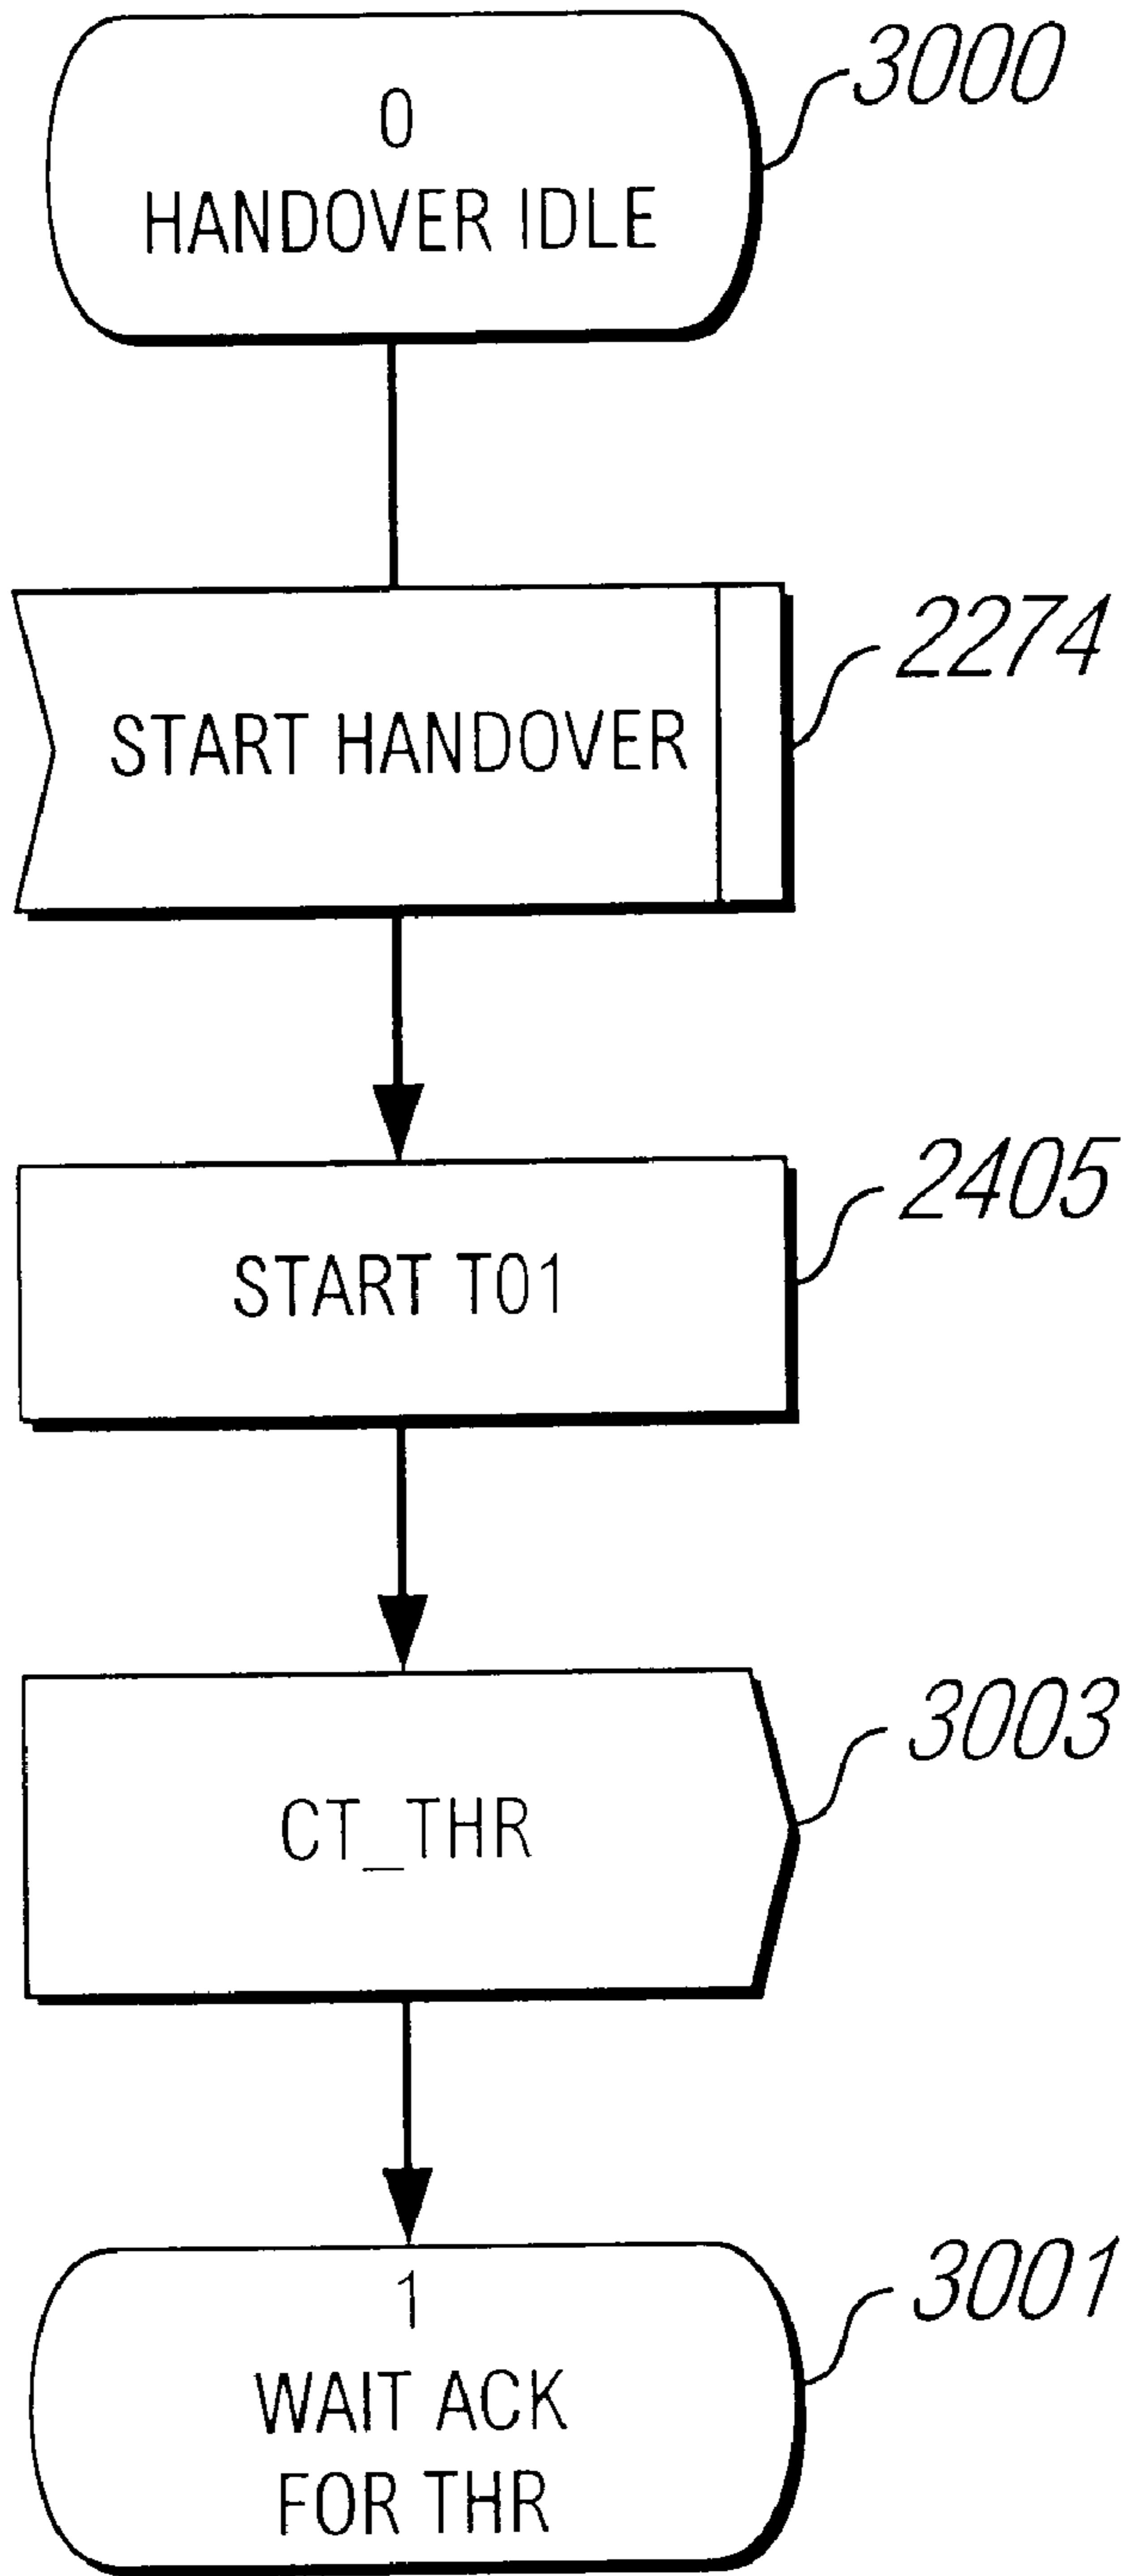 0
HANDOVER IDLE
3000
START HANDOVER
2274
START T01
2405
CT_THR
3003
1
WAIT ACK
FOR THR
3001